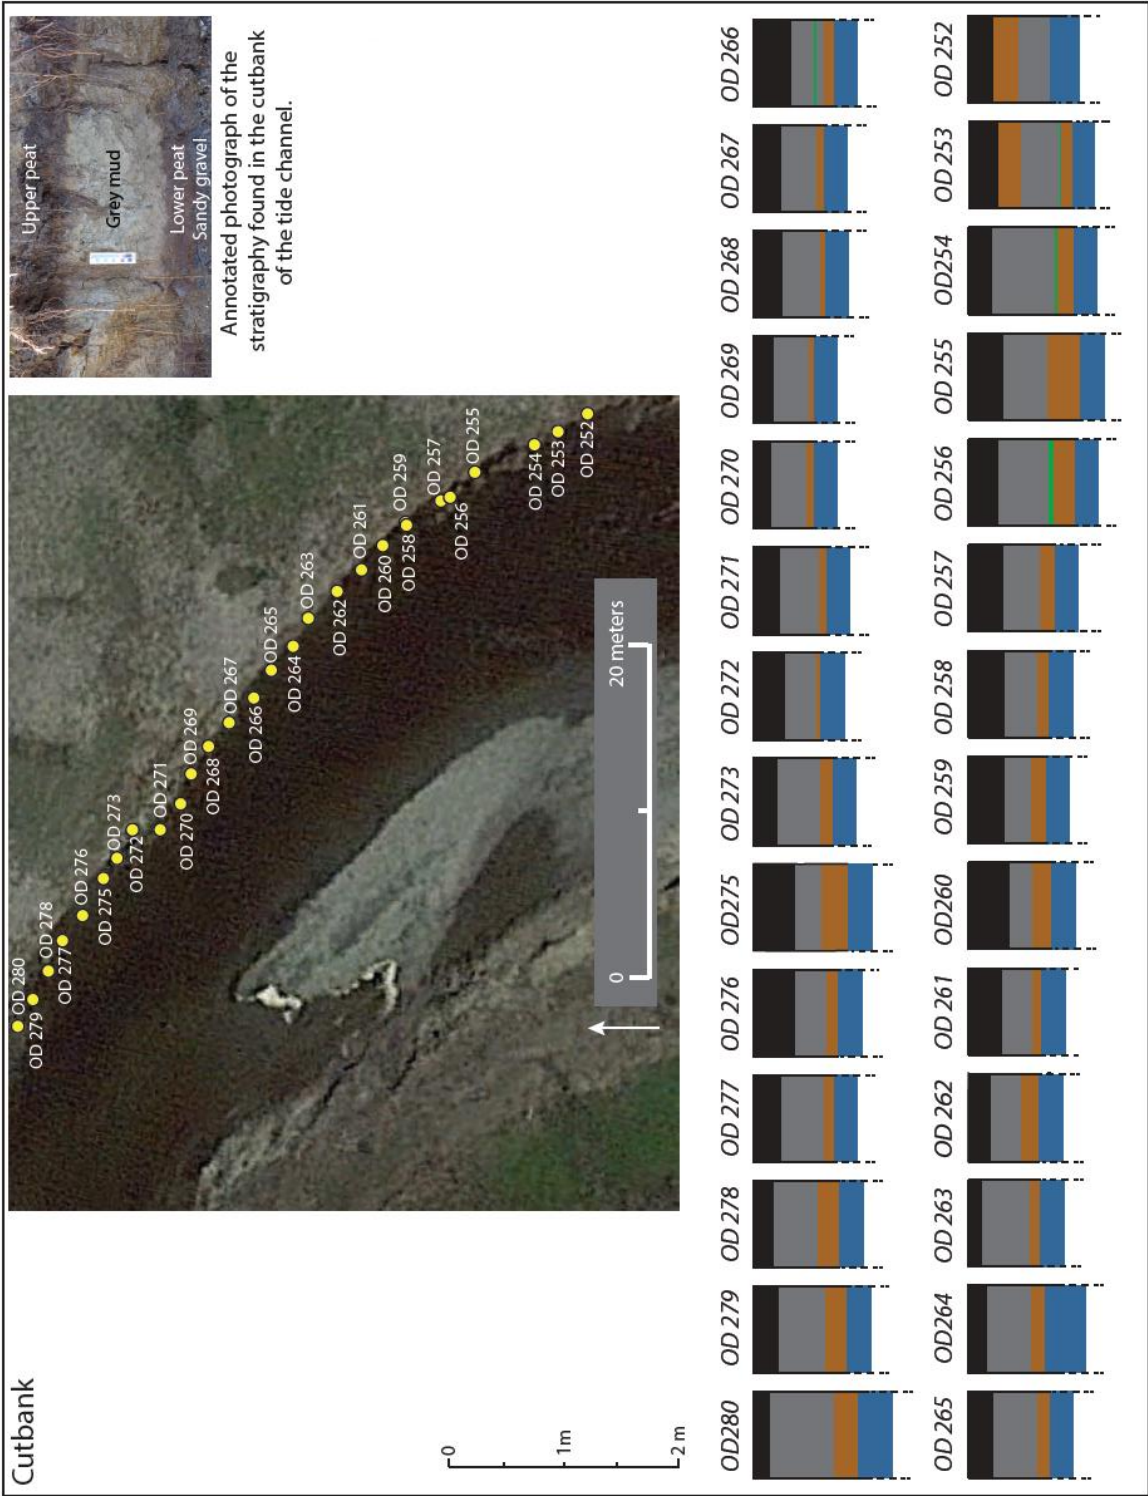 Cutbank
0
1m
2 m
OD 280
OD 279
OD 278
OD 277
OD 276
OD 275
OD 273
OD 272
OD 271
OD 270
OD 269
OD 268
OD 267
OD 266
OD 265
OD 264
OD 263
OD 262
OD 261
OD 260
OD 259
OD 258
OD 257
OD 256
OD 255
OD 254
OD 253
OD 252
0
20 meters
Upper peat
Grey mud
Lower peat
Sandy gravel
Annotated photograph of the
stratigraphy found in the cutbank
of the tide channel.
OD280 OD 279 OD 278 OD 277 OD 276 OD275 OD 273 OD 272 OD 271 OD 270 OD 269 OD 268 OD 267 OD 266
OD 265 OD264 OD 263 OD 262 OD 261 OD260 OD 259 OD 258 OD 257 OD 256 OD 255 OD254 OD 253 OD 252